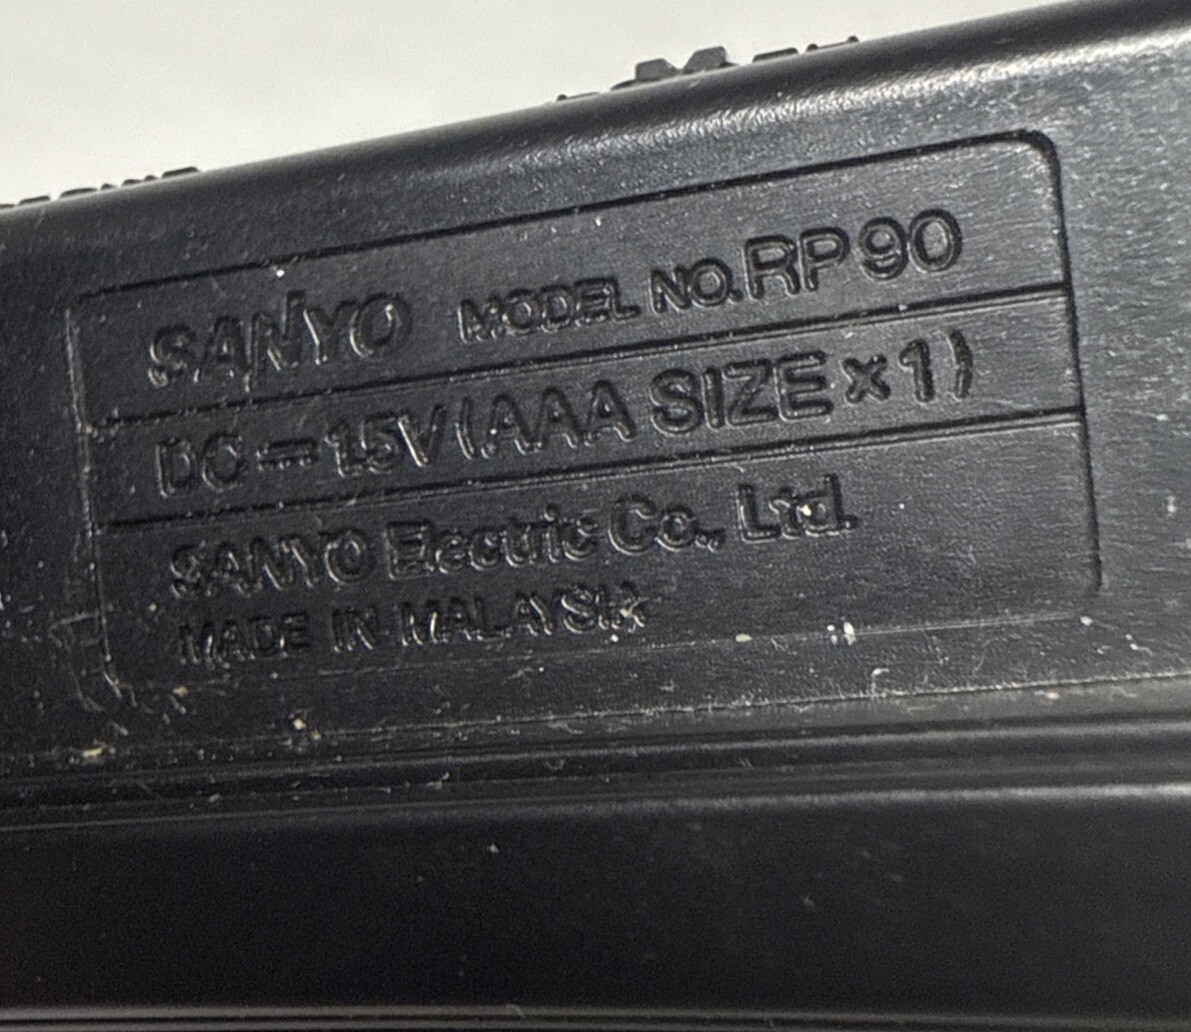 SANYO MODEL NO. RP 90
DC ⎓ 1.5V (AAA SIZE x 1)
SANYO Electric Co., Ltd.
MADE IN MALAYSIA